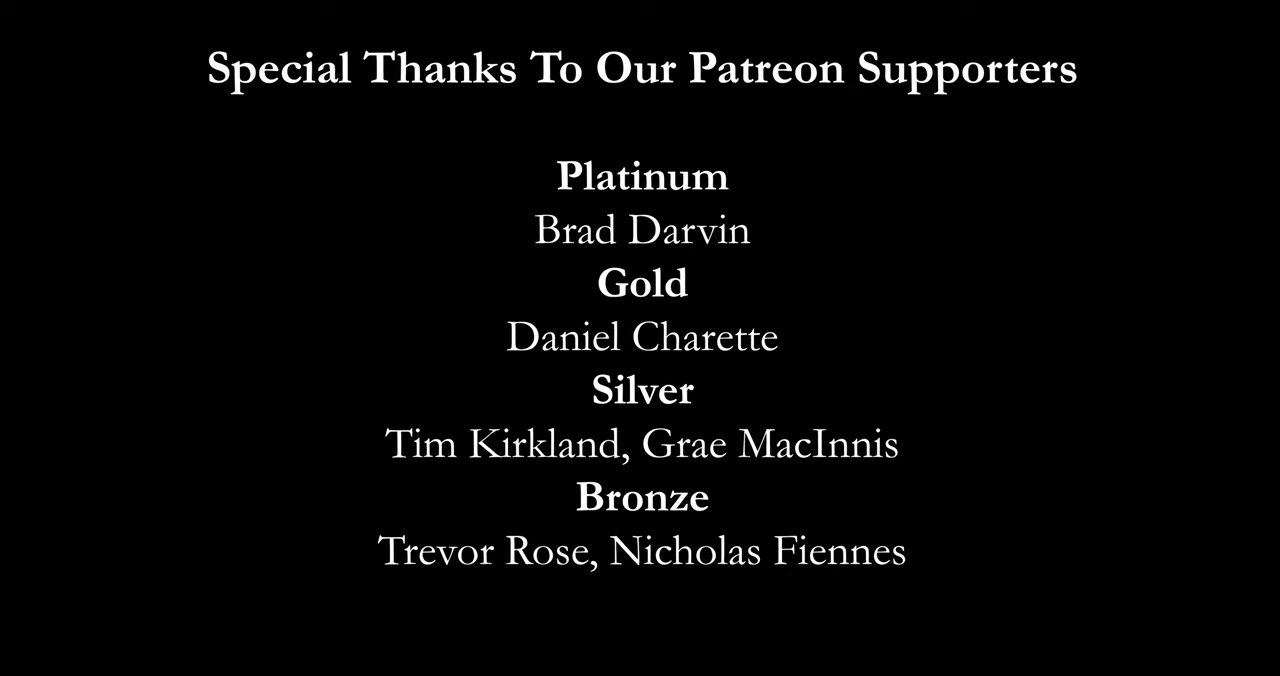 Special Thanks To Our Patreon Supporters
Platinum
Brad Darvin
Gold
Daniel Charette
Silver
Tim Kirkland, Grae MacInnis
Bronze
Trevor Rose, Nicholas Fiennes